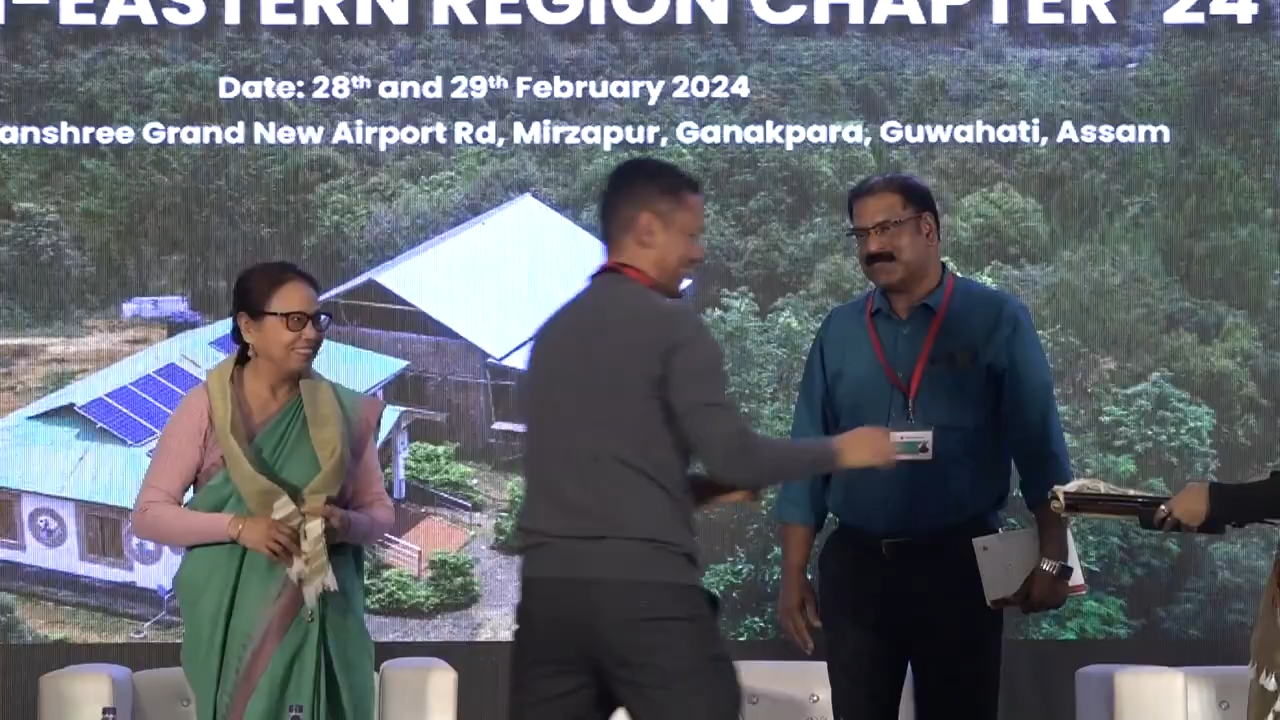 -EASTERN REGION CHAPTER '24
Date: 28th and 29th February 2024
anshree Grand New Airport Rd, Mirzapur, Ganakpara, Guwahati, Assam